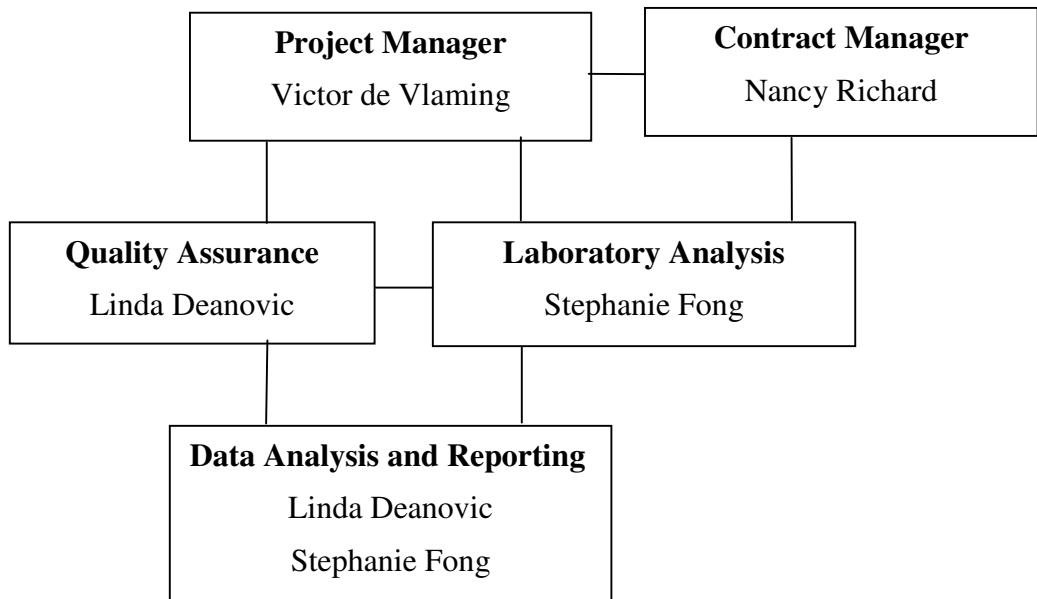 Project Manager
Victor de Vlaming
Contract Manager
Nancy Richard
Quality Assurance
Linda Deanovic
Laboratory Analysis
Stephanie Fong
Data Analysis and Reporting
Linda Deanovic
Stephanie Fong